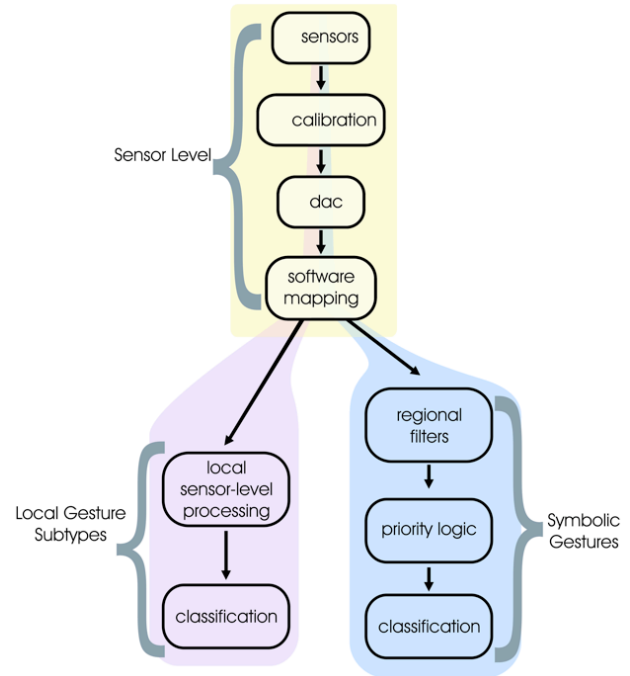 sensors
calibration
Sensor Level
dac
software
mapping
local
sensor-level
processing
classification
Local Gesture
Subtypes
regional
filters
priority logic
classification
Symbolic
Gestures